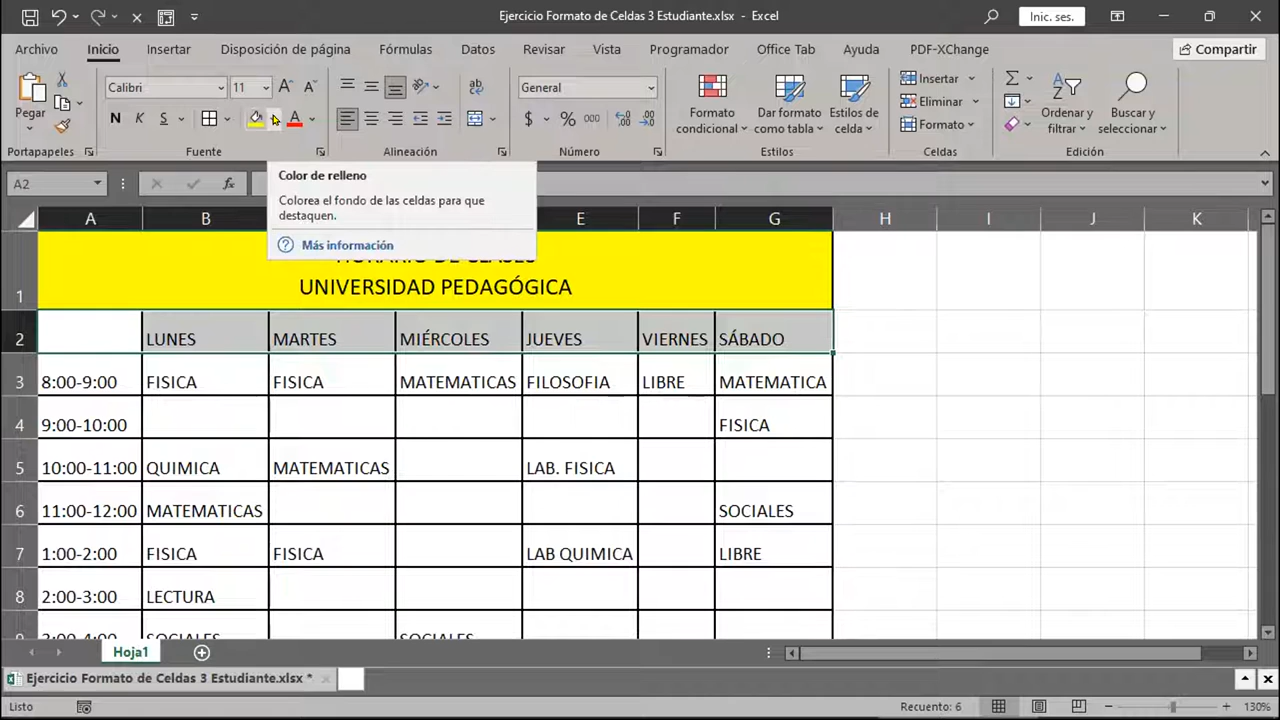 Ejercicio Formato de Celdas 3 Estudiante.xlsx - Excel
Inic. ses.
Archivo Inicio Insertar Disposición de página Fórmulas Datos Revisar Vista Programador Office Tab Ayuda PDF-XChange Compartir
Pegar
Portapapeles
Calibri 11
N K S
Fuente
Alineación
General
$ % 000
Número
Formato condicional
Dar formato como tabla
Estilos de celda
Estilos
Insertar
Eliminar
Formato
Celdas
Ordenar y filtrar
Buscar y seleccionar
Edición
A2
fx
Color de relleno
Colorea el fondo de las celdas para que
destaquen.
Más información
A B E F G H I J K
1 UNIVERSIDAD PEDAGÓGICA
2 LUNES MARTES MIÉRCOLES JUEVES VIERNES SÁBADO
3 8:00-9:00 FISICA FISICA MATEMATICAS FILOSOFIA LIBRE MATEMATICA
4 9:00-10:00 FISICA
5 10:00-11:00 QUIMICA MATEMATICAS LAB. FISICA
6 11:00-12:00 MATEMATICAS SOCIALES
7 1:00-2:00 FISICA FISICA LAB QUIMICA LIBRE
8 2:00-3:00 LECTURA
Hoja1
Ejercicio Formato de Celdas 3 Estudiante.xlsx *
Listo
Recuento: 6
130%